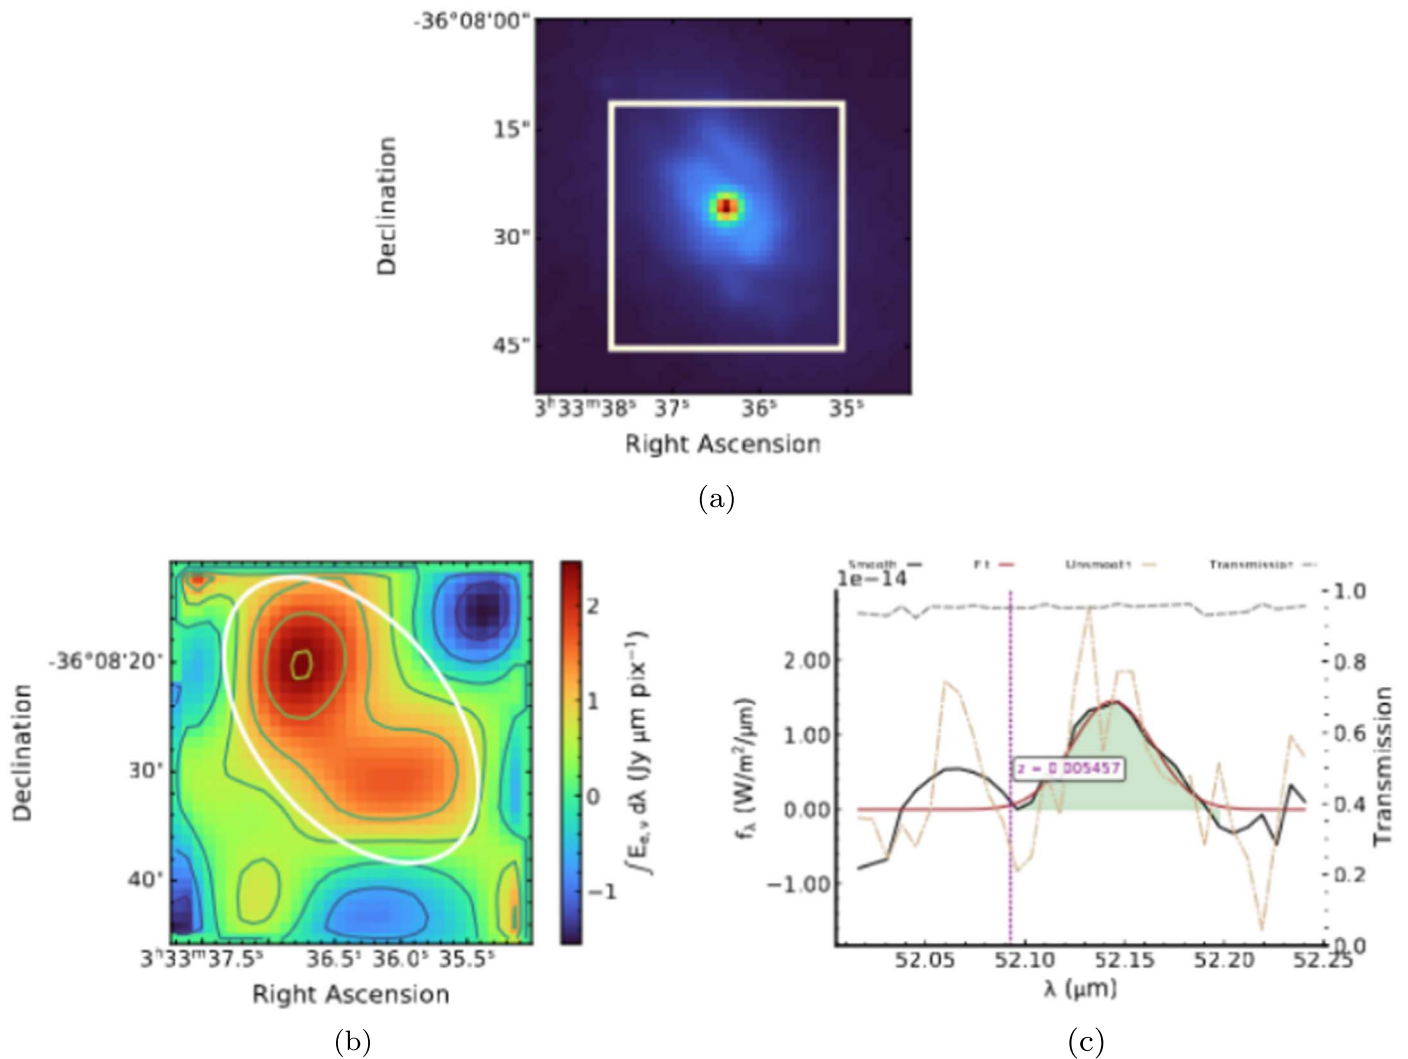 -36°08'00"
15"
30"
45"
Declination
3ʰ33ᵐ38ˢ 37ˢ 36ˢ 35ˢ
Right Ascension
(a)
-36°08'20"
30'
40'
Declination
3ʰ33ᵐ37.5ˢ 36.5ˢ 36.0ˢ 35.5ˢ
Right Ascension
2
1
0
−1
(Jy μm pix⁻¹)
(b)
Smooth Fit Unsmooth Transmission
1e−14
2.00
1.00
0.00
−1.00
f_λ (W/m²/μm)
z = 0.005457
1.0
0.8
0.6
0.4
0.2
0.0
Transmission
52.05 52.10 52.15 52.20 52.25
λ (μm)
(c)